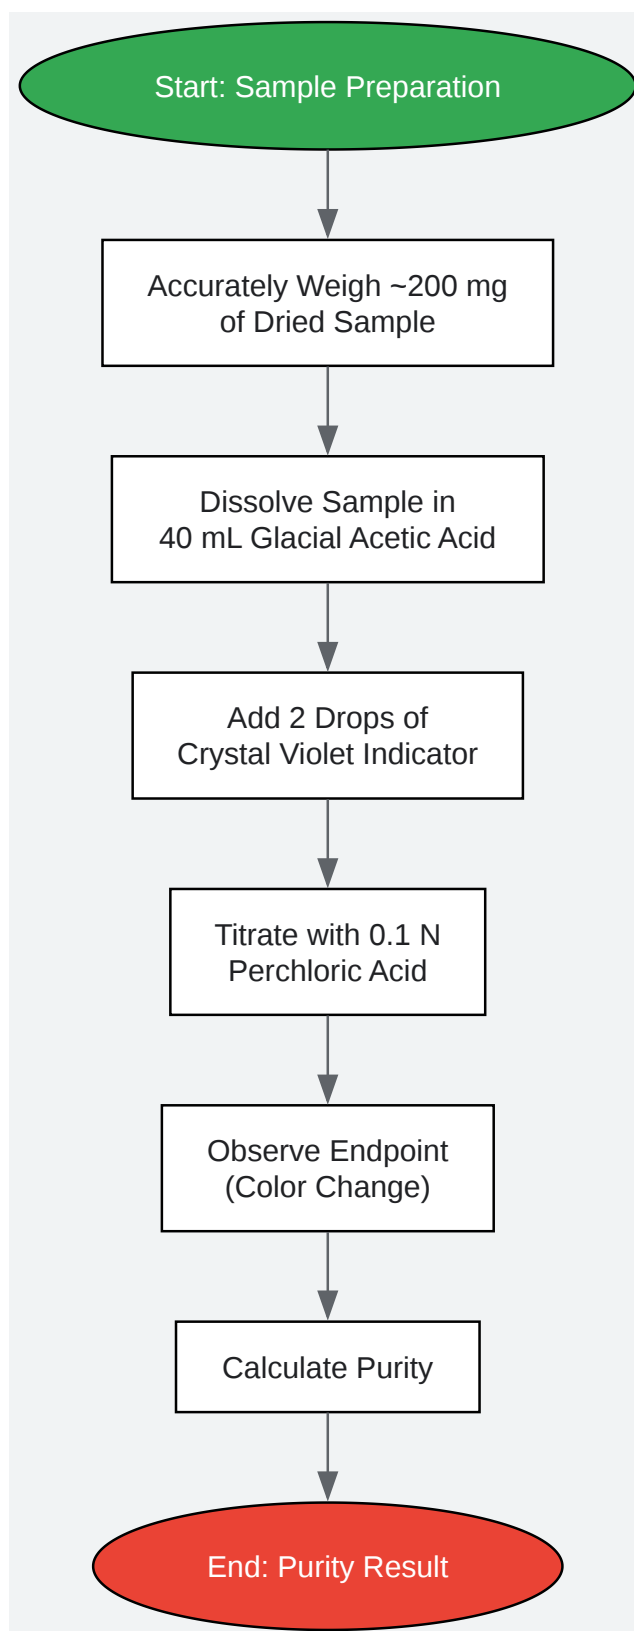 Start: Sample Preparation
Accurately Weigh ~200 mg
of Dried Sample
Dissolve Sample in
40 mL Glacial Acetic Acid
Add 2 Drops of
Crystal Violet Indicator
Titrate with 0.1 N
Perchloric Acid
Observe Endpoint
(Color Change)
Calculate Purity
End: Purity Result